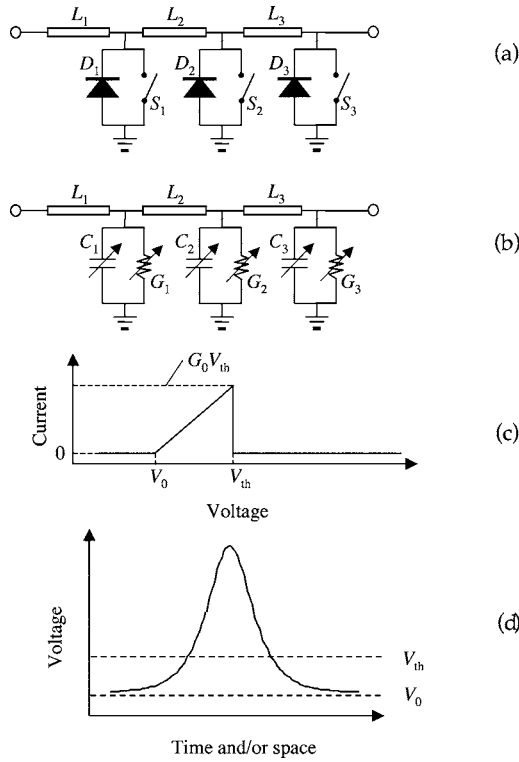 L₁ L₂ L₃
D₁ S₁ D₂ S₂ D₃ S₃
(a)
L₁ L₂ L₃
C₁ G₁ C₂ G₂ C₃ G₃
(b)
G₀Vₜₕ
Current
0
V₀ Vₜₕ
Voltage
(c)
Voltage
Vₜₕ
V₀
Time and/or space
(d)